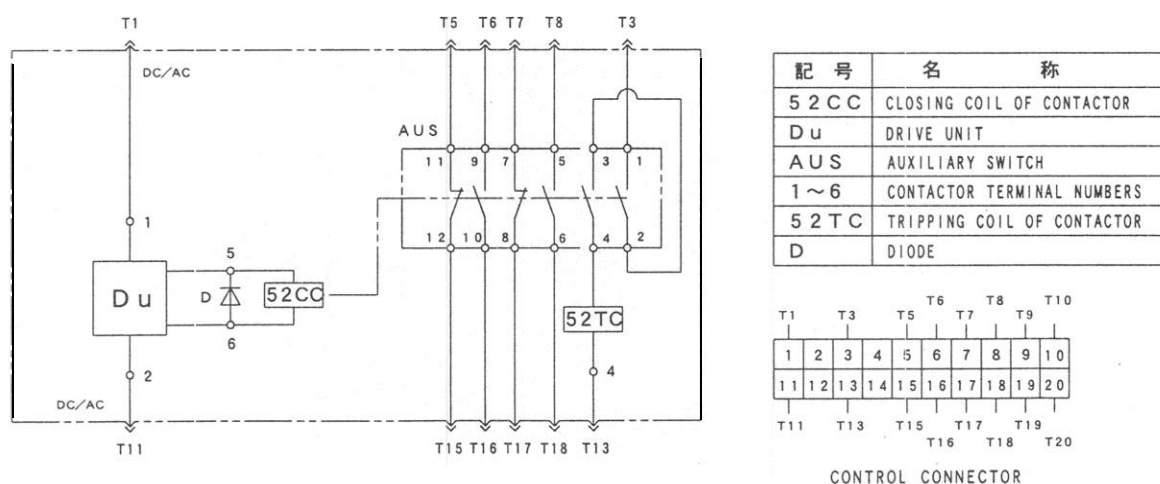 T1 T5 T6 T7 T8 T3
DC/AC
AUS
11 9 7 5 3 1
1
12 10 8 6 4 2
5
Du D 52CC
6
52TC
2 4
DC/AC
T11 T15 T16 T17 T18 T13
記号 名称
52CC CLOSING COIL OF CONTACTOR
Du DRIVE UNIT
AUS AUXILIARY SWITCH
1~6 CONTACTOR TERMINAL NUMBERS
52TC TRIPPING COIL OF CONTACTOR
D DIODE
T6 T8 T10
T1 T3 T5 T7 T9
1 2 3 4 5 6 7 8 9 10
11 12 13 14 15 16 17 18 19 20
T11 T13 T15 T17 T19
T16 T18 T20
CONTROL CONNECTOR